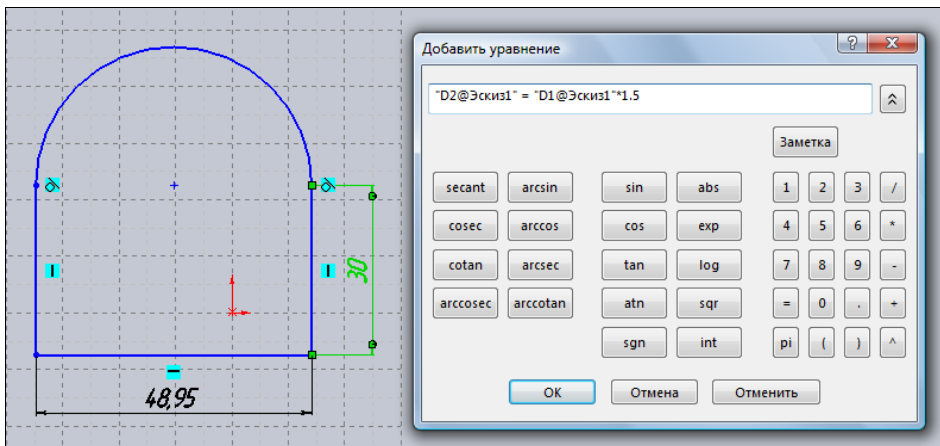 Добавить уравнение
"D2@Эскиз1" = "D1@Эскиз1"*1.5
Заметка
secant arcsin sin abs 1 2 3 /
cosec arccos cos exp 4 5 6 *
cotan arcsec tan log 7 8 9 -
arccosec arccotan atn sqr = 0 . +
sgn int pi ( ) ^
OK Отмена Отменить
30
48,95